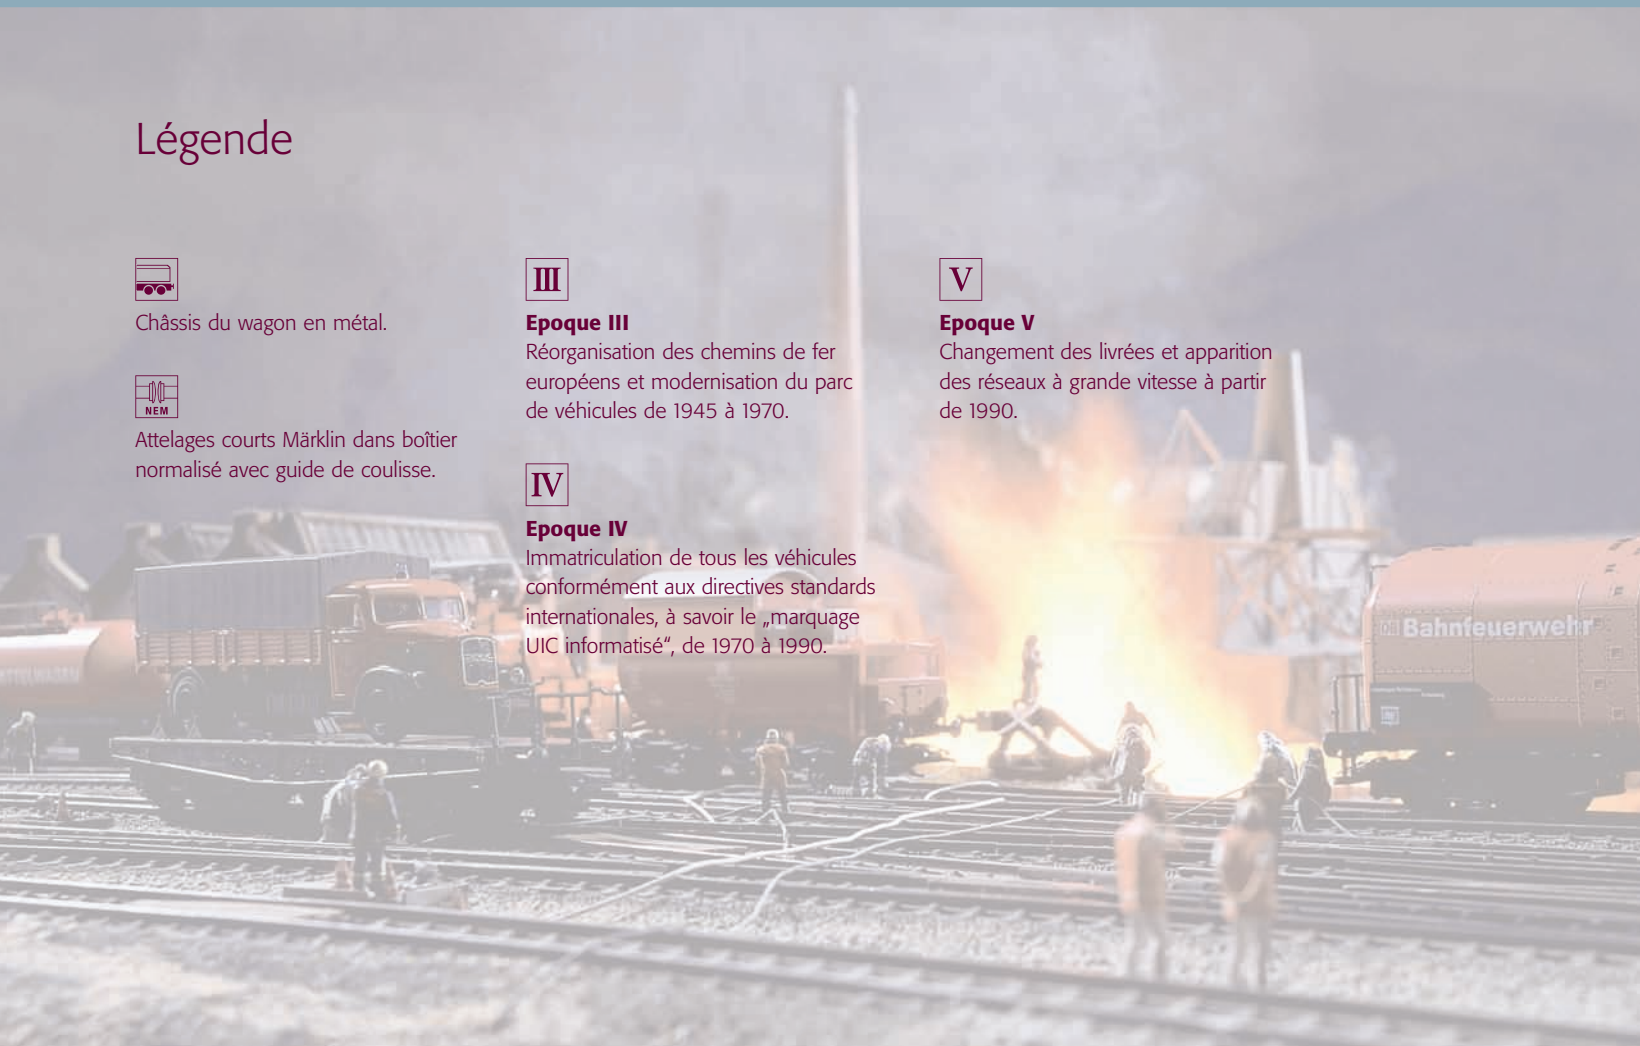 Légende
Châssis du wagon en métal.
NEM
Attelages courts Märklin dans boîtier
normalisé avec guide de coulisse.
III
Epoque III
Réorganisation des chemins de fer
européens et modernisation du parc
de véhicules de 1945 à 1970.
IV
Epoque IV
Immatriculation de tous les véhicules
conformément aux directives standards
internationales, à savoir le „marquage
UIC informatisé“, de 1970 à 1990.
V
Epoque V
Changement des livrées et apparition
des réseaux à grande vitesse à partir
de 1990.
Bahnfeuerwehr